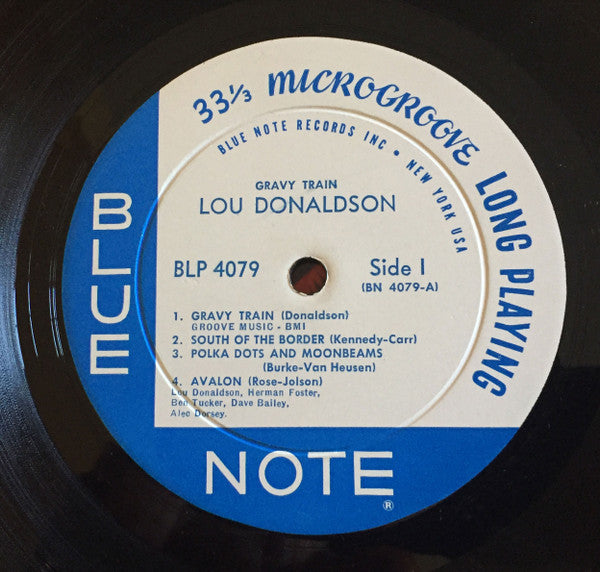 33⅓ MICROGROOVE LONG PLAYING
BLUE NOTE RECORDS INC • NEW YORK USA
GRAVY TRAIN
LOU DONALDSON
BLP 4079
Side I
(BN 4079-A)
1. GRAVY TRAIN (Donaldson)
GROOVE MUSIC - BMI
2. SOUTH OF THE BORDER (Kennedy-Carr)
3. POLKA DOTS AND MOONBEAMS
(Burke-Van Heusen)
4. AVALON (Rose-Jolson)
Lou Donaldson, Herman Foster,
Ben Tucker, Dave Bailey,
Alec Dorsey.
BLUE
NOTE ®